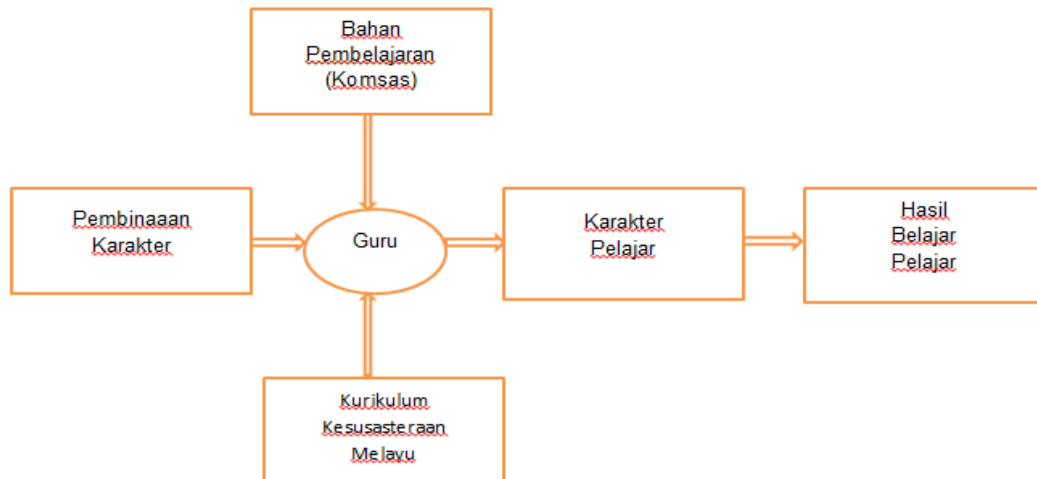 Bahan
Pembelajaran
(Komsas)
Pembinaaan
Karakter
Guru
Karakter
Pelajar
Hasil
Belajar
Pelajar
Kurikulum
Kesusasteraan
Melayu